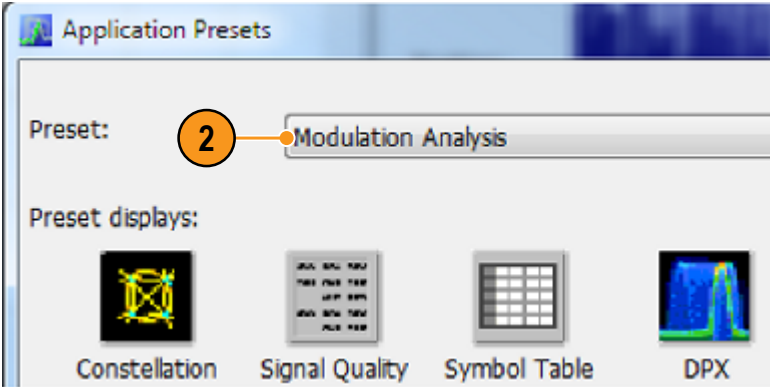 Application Presets
Preset:
2
Modulation Analysis
Preset displays:
Constellation
Signal Quality
Symbol Table
DPX